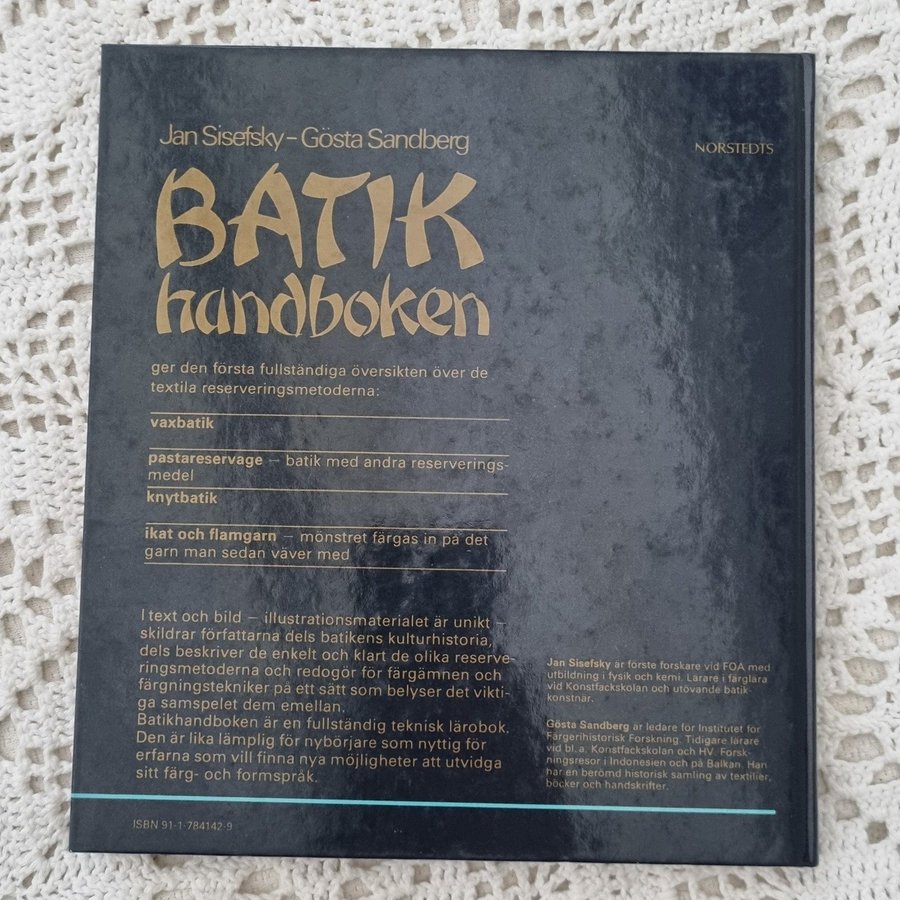 Jan Sisefsky – Gösta Sandberg
NORSTEDTS
BATIK
handboken
ger den första fullständiga översikten över de
textila reserveringsmetoderna:
vaxbatik
pastareservage – batik med andra reserverings-
medel
knytbatik
ikat och flamgarn – mönstret färgas in på det
garn man sedan väver med
I text och bild – illustrationsmaterialet är unikt –
skildrar författarna dels batikens kulturhistoria,
dels beskriver de enkelt och klart de olika reserve-
ringsmetoderna och redogör för färgämnen och
färgningstekniker på ett sätt som belyser det vikti-
ga samspelet dem emellan.
Batikhandboken är en fullständig teknisk lärobok.
Den är lika lämplig för nybörjare som nyttig för
erfarna som vill finna nya möjligheter att utvidga
sitt färg- och formspråk.
Jan Sisefsky är förste forskare vid FOA med
utbildning i fysik och kemi. Lärare i färglära
vid Konstfackskolan och utövande batik-
konstnär.
Gösta Sandberg är ledare för Institutet för
Färgerihistorisk Forskning. Tidigare lärare
vid bl. a. Konstfackskolan och HV. Forsk-
ningsresor i Indonesien och på Balkan. Han
har en berömd historisk samling av textilier,
böcker och handskrifter.
ISBN 91-1-784142-9